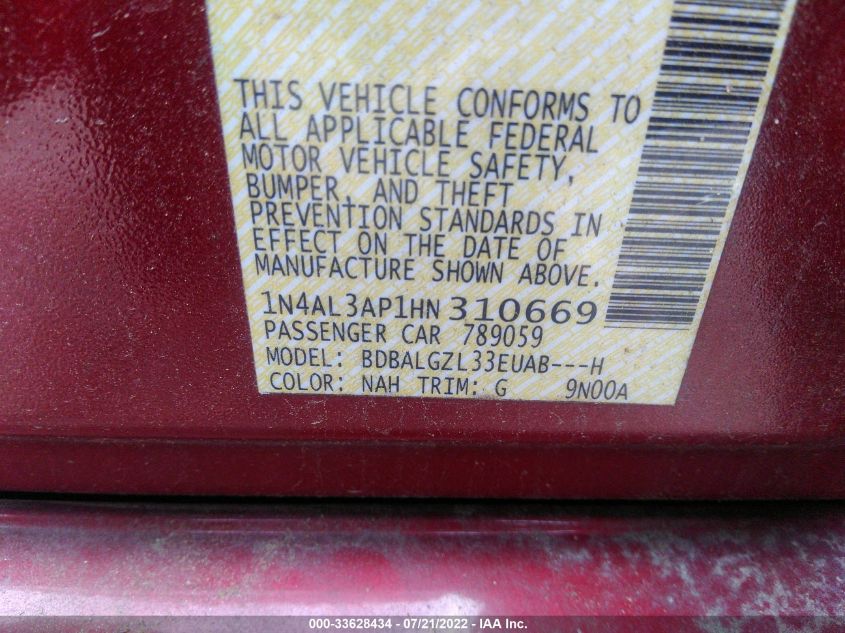 THIS VEHICLE CONFORMS TO
ALL APPLICABLE FEDERAL
MOTOR VEHICLE SAFETY,
BUMPER, AND THEFT
PREVENTION STANDARDS IN
EFFECT ON THE DATE OF
MANUFACTURE SHOWN ABOVE.
1N4AL3AP1HN310669
PASSENGER CAR 789059
MODEL: BDBALGZL33EUAB---H
COLOR: NAH TRIM: G 9N00A
000-33628434 - 07/21/2022 - IAA Inc.